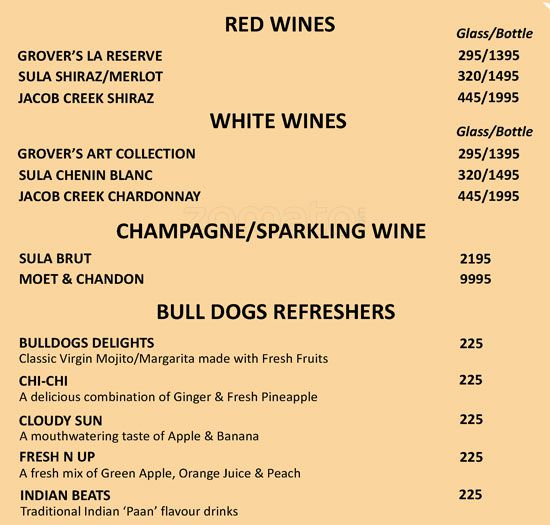 RED WINES
Glass/Bottle
GROVER'S LA RESERVE 295/1395
SULA SHIRAZ/MERLOT 320/1495
JACOB CREEK SHIRAZ 445/1995
WHITE WINES
Glass/Bottle
GROVER'S ART COLLECTION 295/1395
SULA CHENIN BLANC 320/1495
JACOB CREEK CHARDONNAY 445/1995
zomato
CHAMPAGNE/SPARKLING WINE
SULA BRUT 2195
MOET & CHANDON 9995
BULL DOGS REFRESHERS
BULLDOGS DELIGHTS 225
Classic Virgin Mojito/Margarita made with Fresh Fruits
CHI-CHI 225
A delicious combination of Ginger & Fresh Pineapple
CLOUDY SUN 225
A mouthwatering taste of Apple & Banana
FRESH N UP 225
A fresh mix of Green Apple, Orange Juice & Peach
INDIAN BEATS 225
Traditional Indian 'Paan' flavour drinks